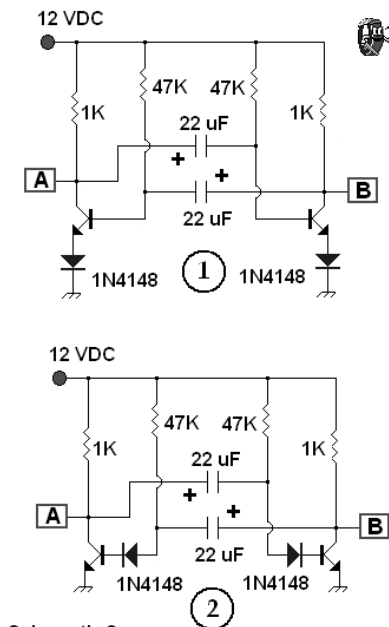 12 VDC
47K 47K
1K 1K
22 uF
+
A + B
22 uF
1N4148 1 1N4148
12 VDC
47K 47K
1K 1K
22 uF
+
A + B
22 uF
1N4148 1N4148
2